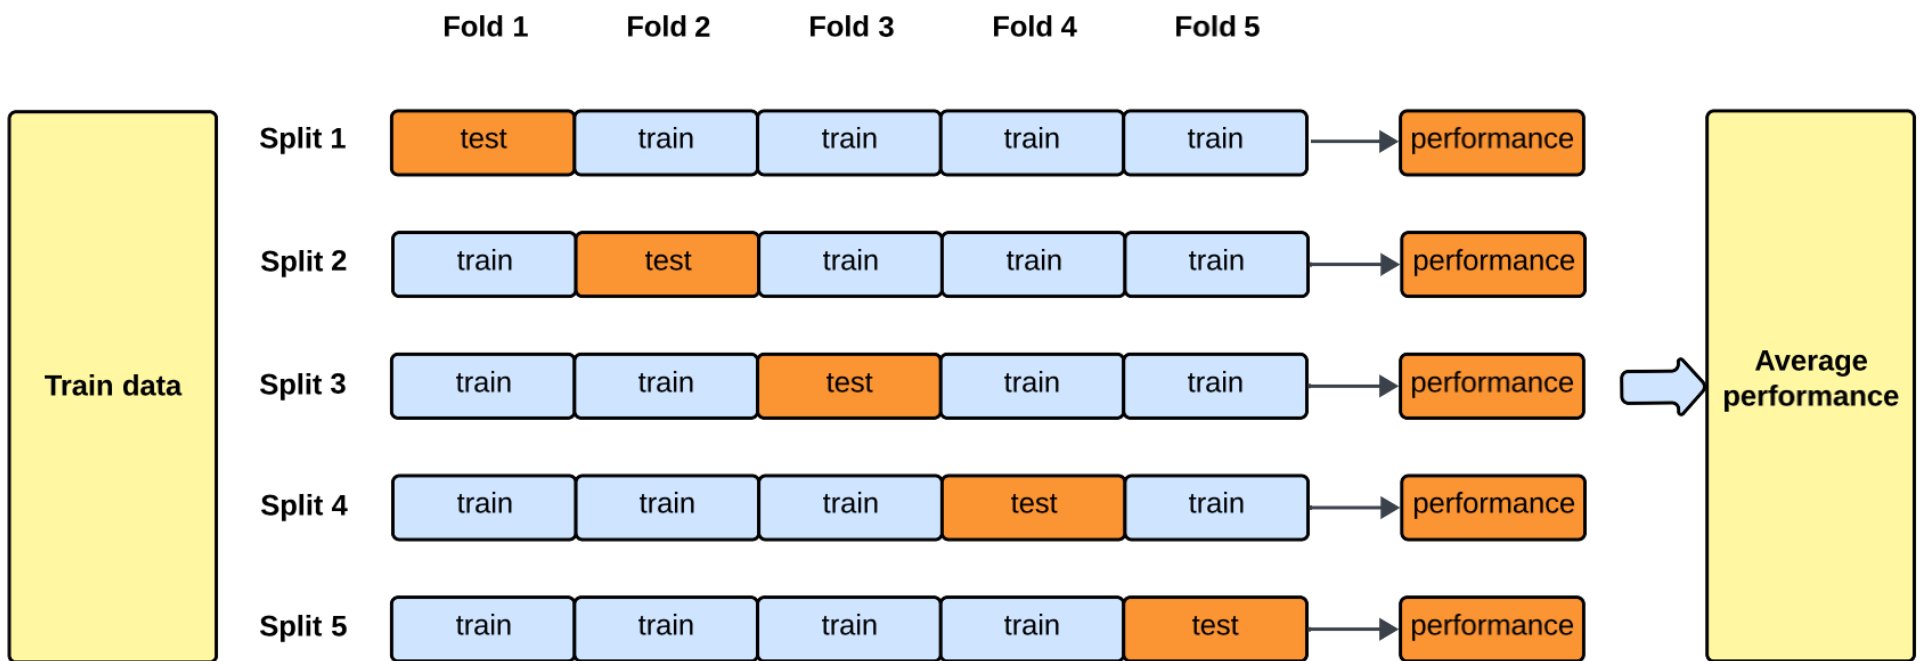 Fold 1 Fold 2 Fold 3 Fold 4 Fold 5
Split 1 test train train train train performance
Split 2 train test train train train performance
Split 3 train train test train train performance
Train data
Average
performance
Split 4 train train train test train performance
Split 5 train train train train test performance